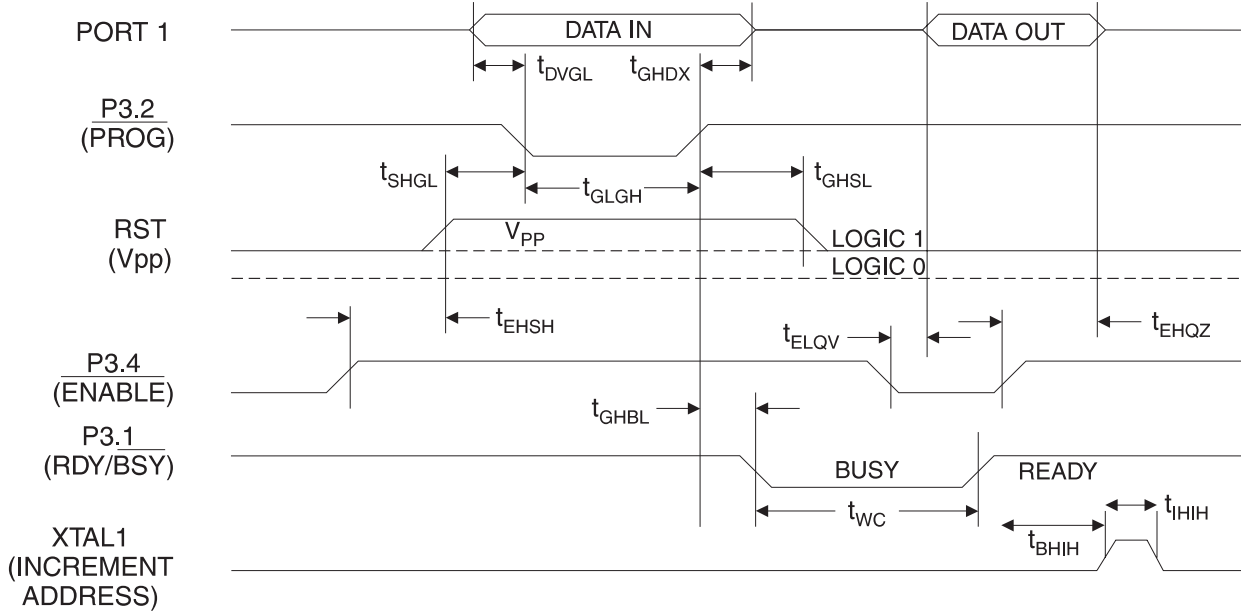 PORT 1
DATA IN
DATA OUT
tDVGL
tGHDX
P3.2
(PROG)
tSHGL
tGLGH
tGHSL
RST
(Vpp)
VPP
LOGIC 1
LOGIC 0
tEHSH
tELQV
tEHQZ
P3.4
(ENABLE)
tGHBL
P3.1
(RDY/BSY)
BUSY
READY
tWC
tIHIH
tBHIH
XTAL1
(INCREMENT
ADDRESS)